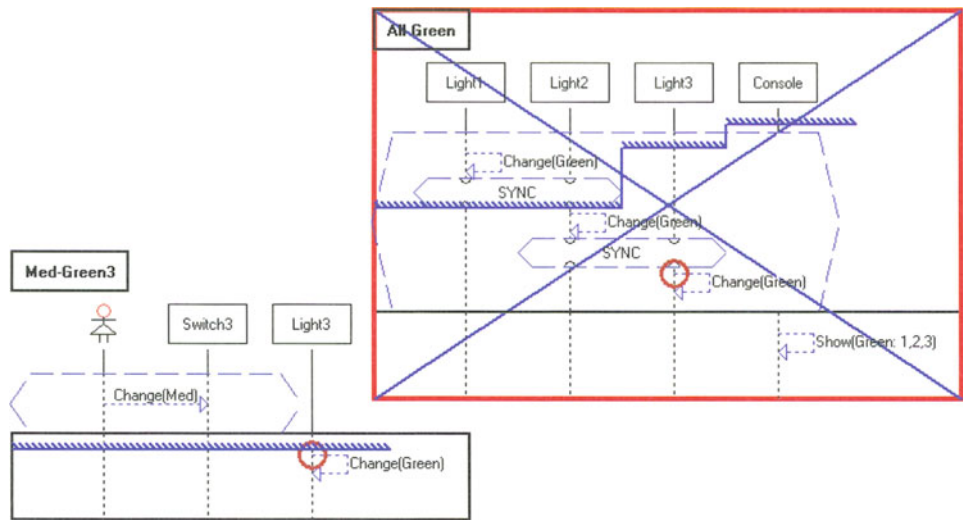 All Green
Light1
Light2
Light3
Console
Change(Green)
SYNC
Change(Green)
SYNC
Change(Green)
Show(Green: 1,2,3)
Med-Green3
Switch3
Light3
Change(Med)
Change(Green)